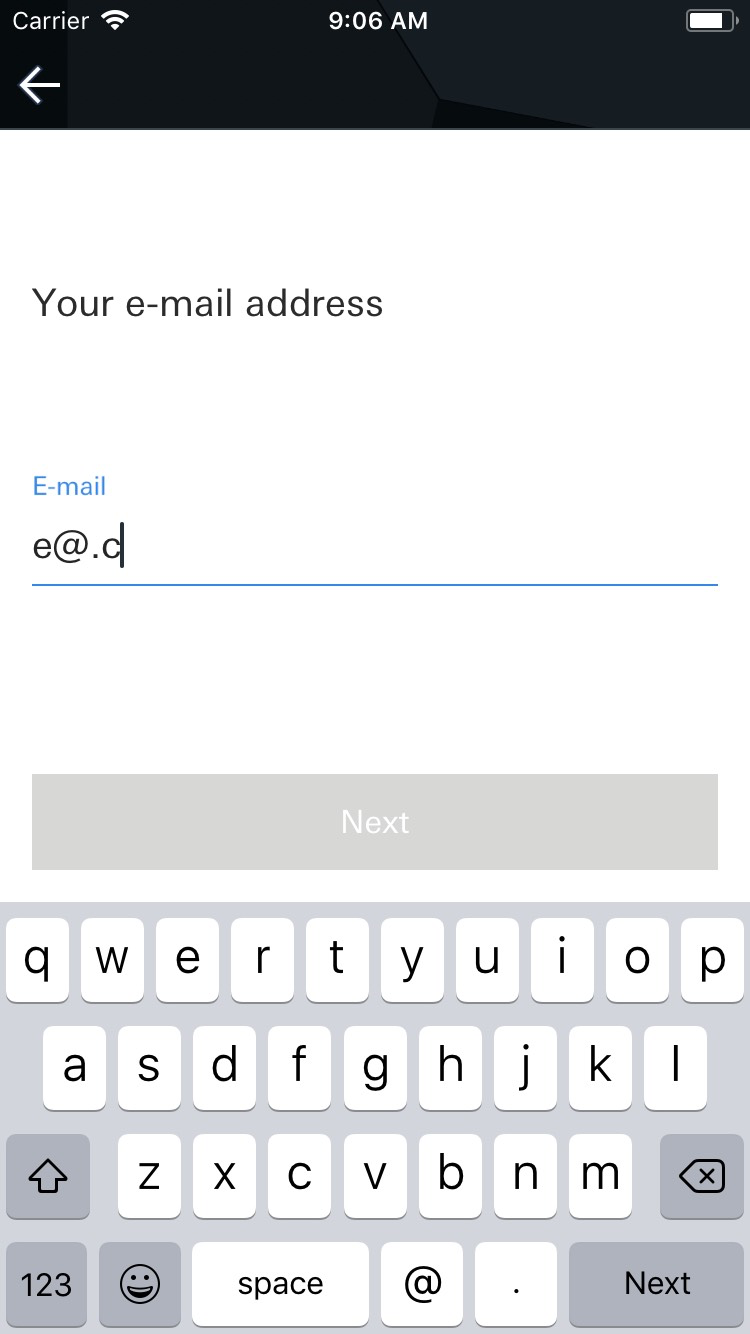 Carrier 9:06 AM
Your e-mail address
E-mail
e@.c
Next
q w e r t y u i o p
a s d f g h j k l
z x c v b n m
123 space @ . Next